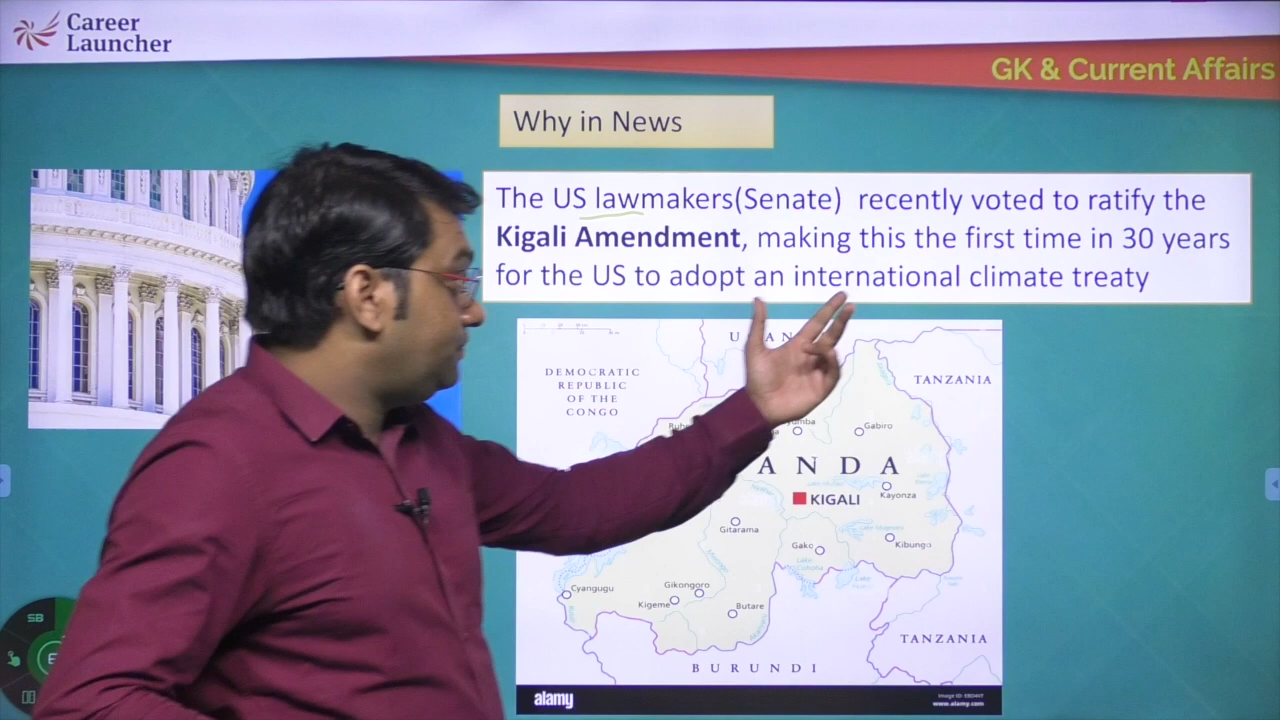 Career
Launcher
GK & Current Affairs
Why in News
The US lawmakers(Senate) recently voted to ratify the
Kigali Amendment, making this the first time in 30 years
for the US to adopt an international climate treaty
DEMOCRATIC
REPUBLIC
OF THE
CONGO
TANZANIA
Gabiro
ANDA
KIGALI
Kayonza
Gitarama
Gako
Kibungo
Cyangugu
Gikongoro
Kigeme
Butare
TANZANIA
BURUNDI
SB
alamy
www.alamy.com